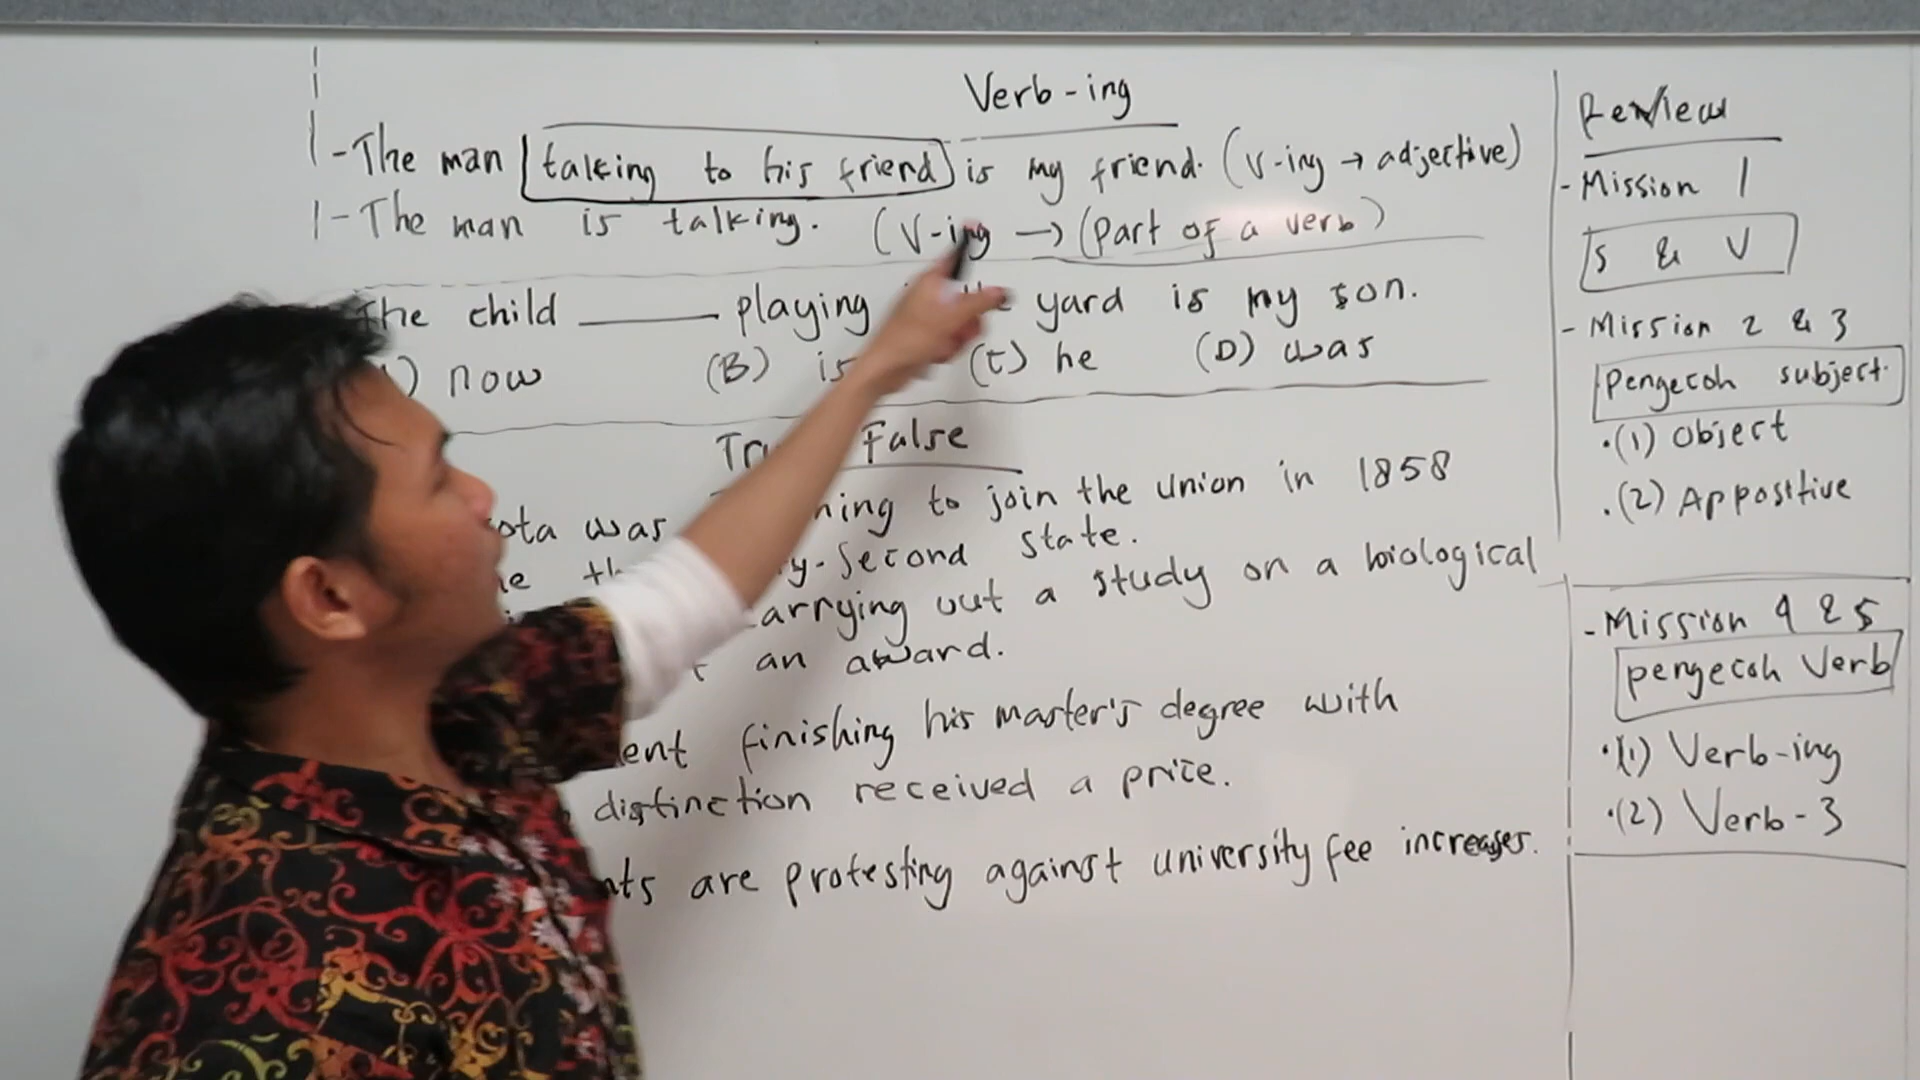 Verb-ing
-The man talking to his friend is my friend. (V-ing → adjective)
-The man is talking. (V-ing → (part of a verb)
The child ______ playing yard is my son.
) now (B) is (C) he (D) was
False
was to join the union in 1858
state.
out a study on a biological
an award.
finishing his master's degree with
distinction received a price.
are protesting against university fee increases.
Review
- Mission 1
S & V
- Mission 2 & 3
Pengecoh subject.
.(1) Object
.(2) Appositive
- Mission 4 & 5
pengecoh Verb
.(1) Verb-ing
.(2) Verb-3